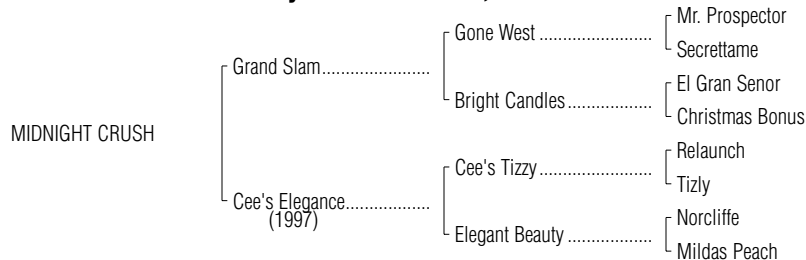 Mr. Prospector
Gone West ........................
Secrettame
Grand Slam.......................
El Gran Senor
Bright Candles..................
Christmas Bonus
MIDNIGHT CRUSH
Relaunch
Cee's Tizzy ........................
Tizly
Cee's Elegance..................
(1997)
Norcliffe
Elegant Beauty ..................
Mildas Peach